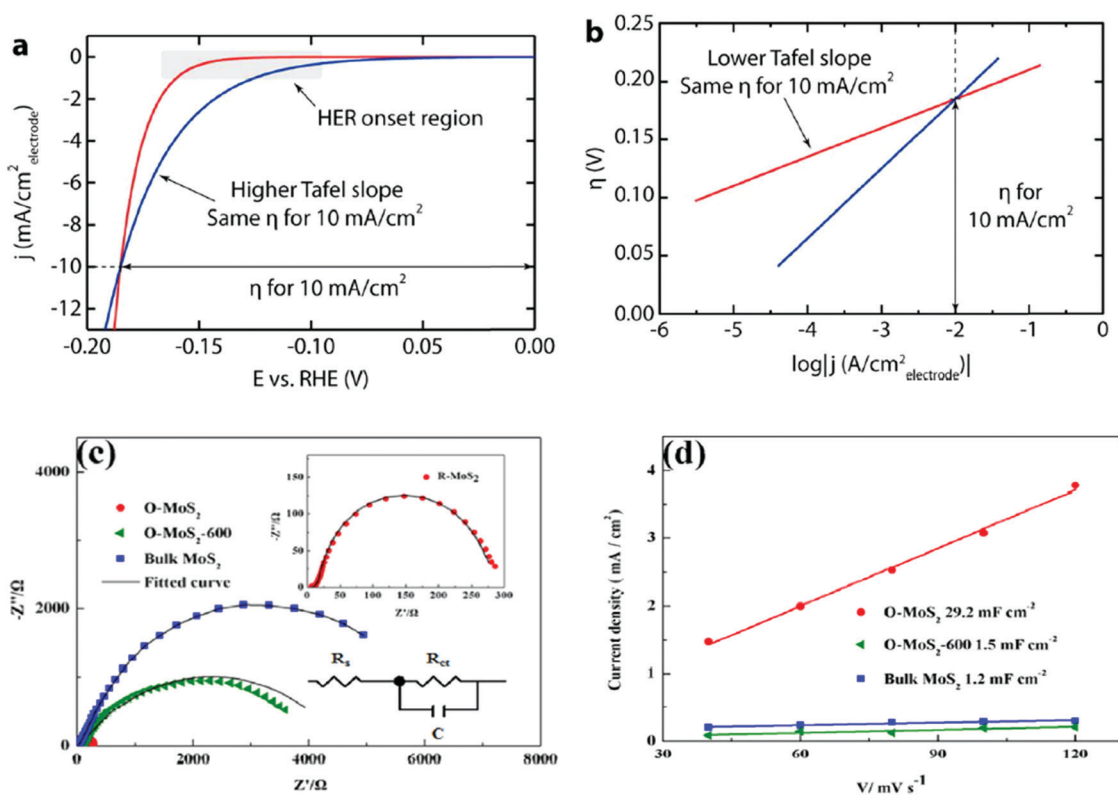 a
0
-2
-4
-6
-8
-10
-12
j (mA/cm²electrode)
HER onset region
Higher Tafel slope
Same η for 10 mA/cm²
η for 10 mA/cm²
-0.20
-0.15
-0.10
-0.05
0.00
E vs. RHE (V)
b
0.25
0.20
0.15
0.10
0.05
0.00
η (V)
Lower Tafel slope
Same η for 10 mA/cm²
η for
10 mA/cm²
-6
-5
-4
-3
-2
-1
0
log|j (A/cm²electrode)|
(c)
4000
2000
0
-Z''/Ω
O-MoS₂
O-MoS₂-600
Bulk MoS₂
Fitted curve
150
100
50
0
-Z''/Ω
R-MoS₂
0
50
100
150
200
250
300
Z'/Ω
Rs
Rct
C
0
2000
4000
6000
8000
Z'/Ω
(d)
4
3
2
1
0
Current density ( mA / cm²)
O-MoS₂ 29.2 mF cm⁻²
O-MoS₂-600 1.5 mF cm⁻²
Bulk MoS₂ 1.2 mF cm⁻²
30
60
90
120
V/ mV s⁻¹